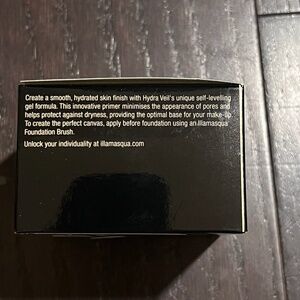 Create a smooth, hydrated skin finish with Hydra Veil's unique self-levelling
gel formula. This innovative primer minimises the appearance of pores and
helps protect against dryness, providing the optimal base for your make-up.
To create the perfect canvas, apply before foundation using an Illamasqua
Foundation Brush.
Unlock your individuality at illamasqua.com